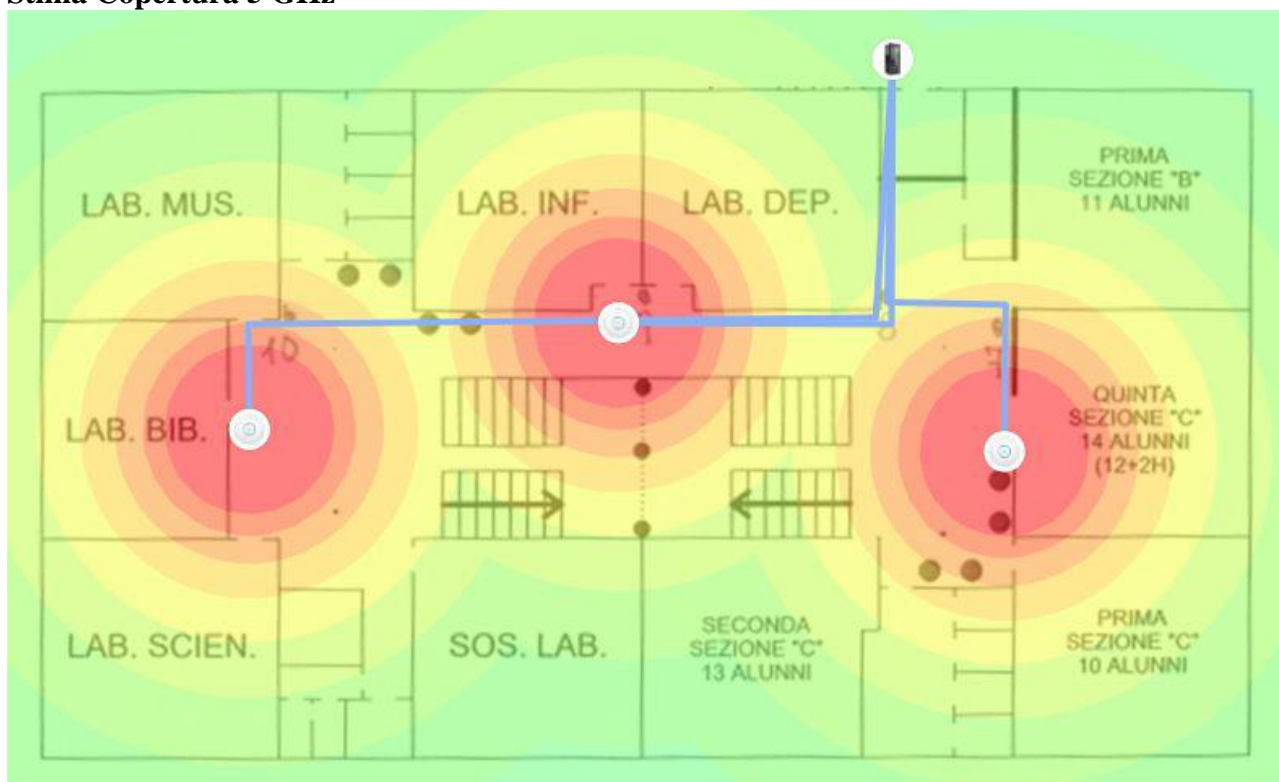 Stima Copertura 5 GHz
LAB. MUS.
LAB. INF.
LAB. DEP.
PRIMA
SEZIONE "B"
11 ALUNNI
10
LAB. BIB.
QUINTA
SEZIONE "C"
14 ALUNNI
(12+2H)
LAB. SCIEN.
SOS. LAB.
SECONDA
SEZIONE "C"
13 ALUNNI
PRIMA
SEZIONE "C"
10 ALUNNI